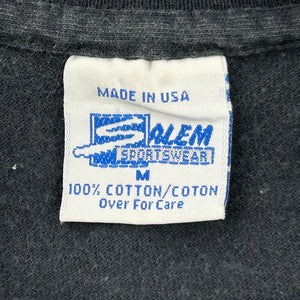 MADE IN USA
SALEM
SPORTSWEAR
M
100% COTTON/COTON
Over For Care